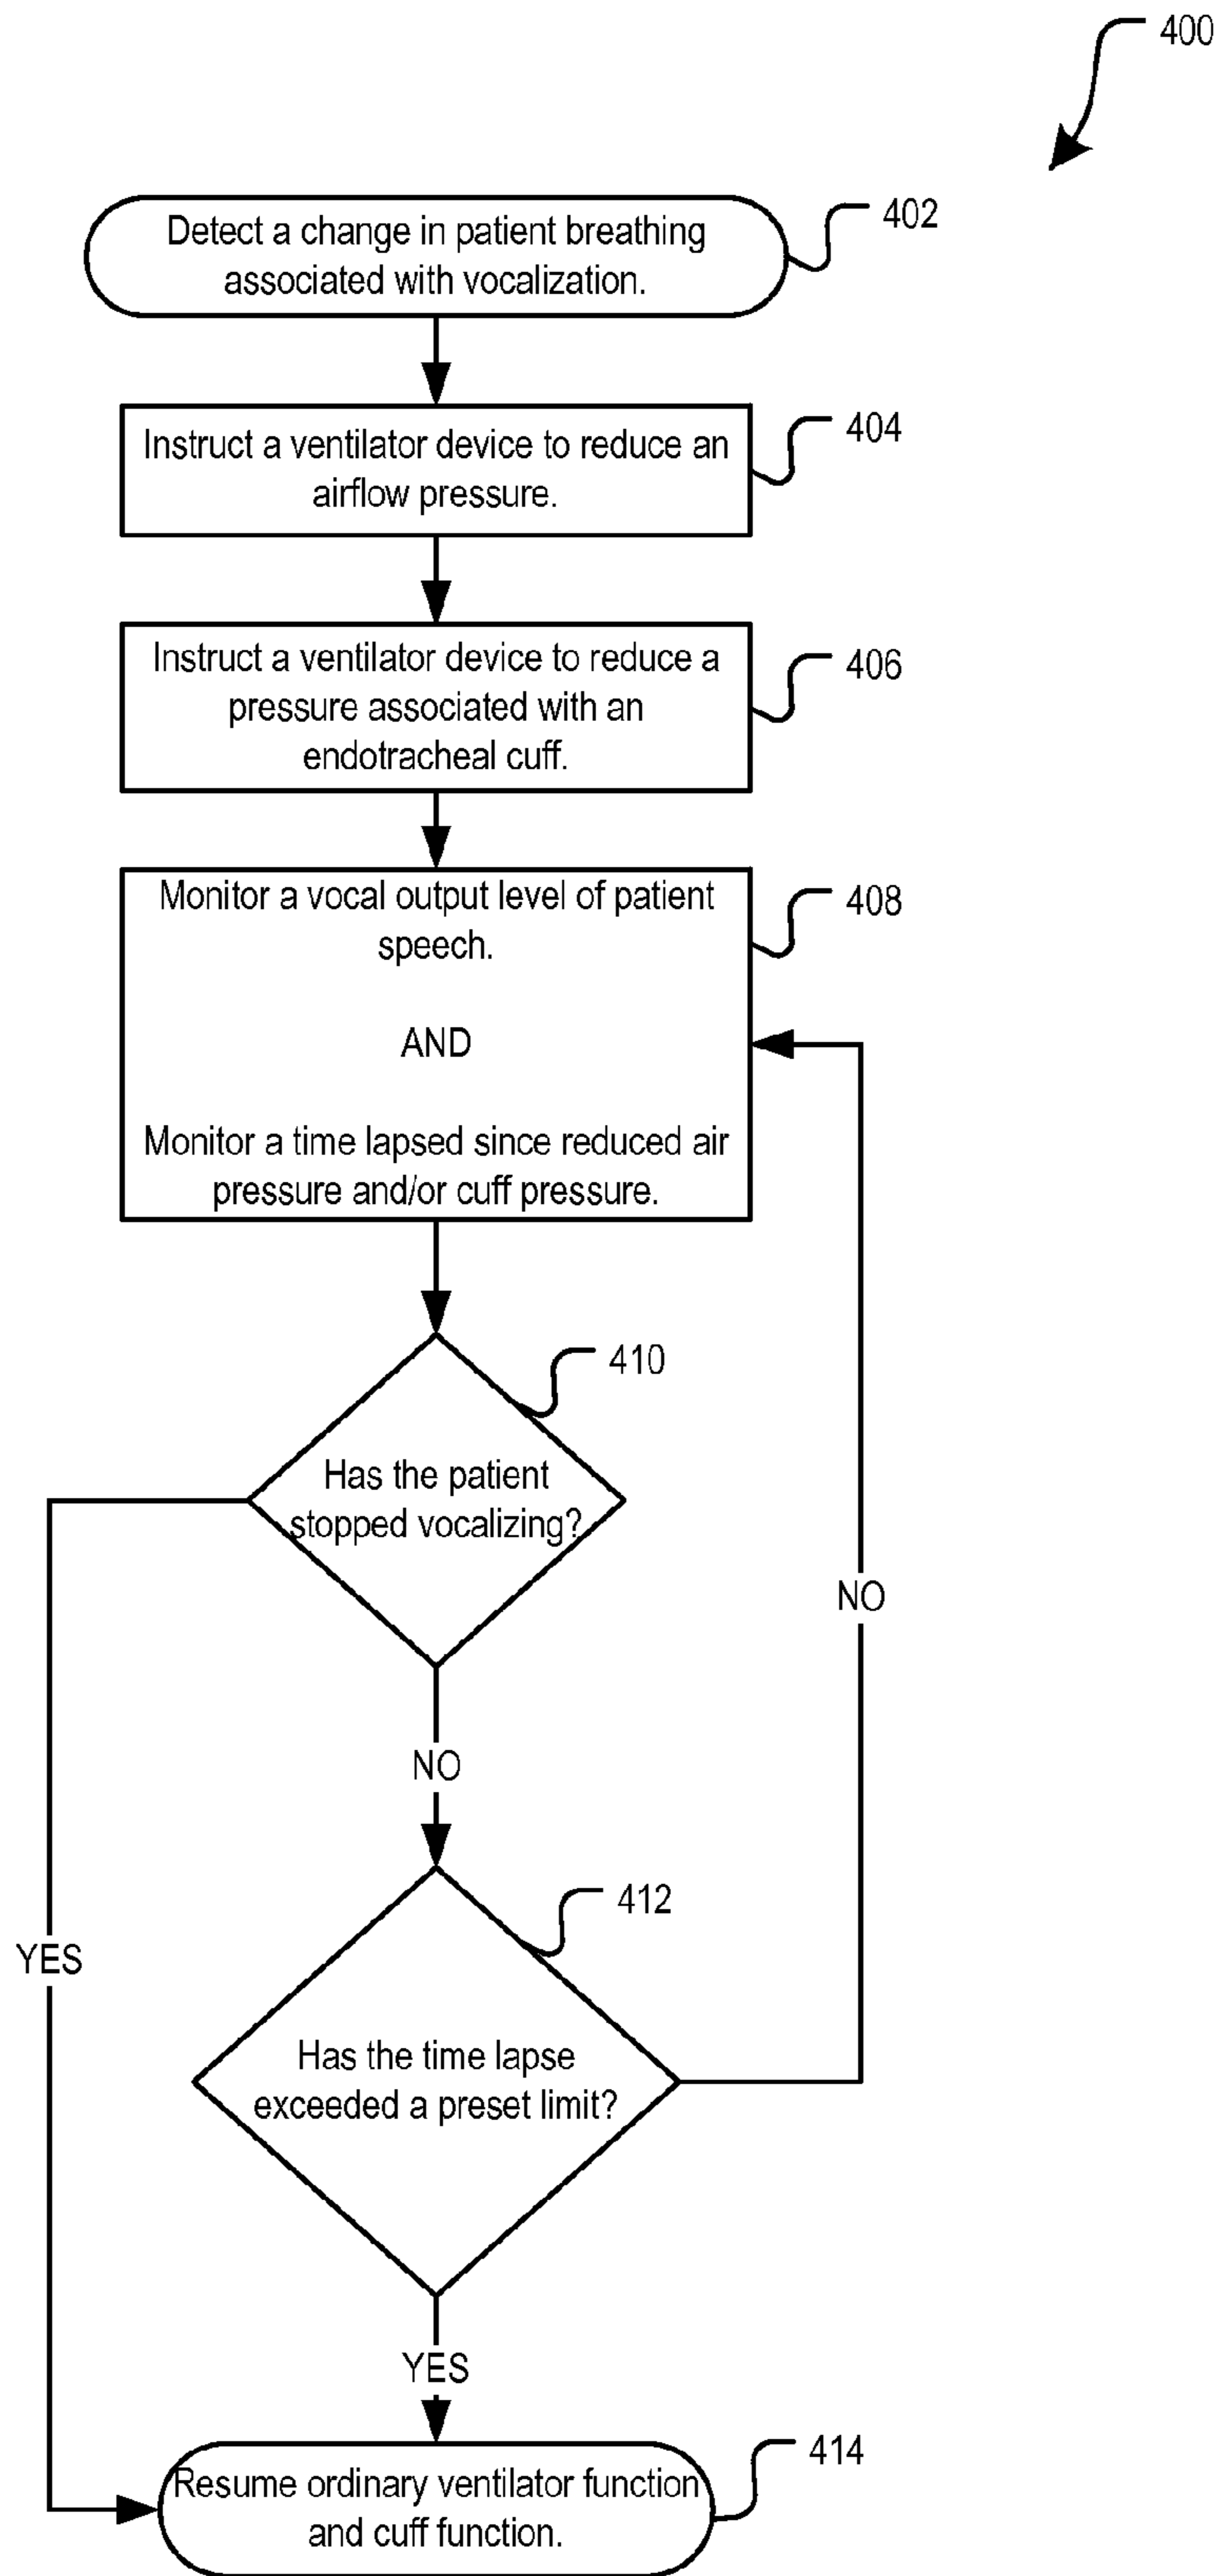 400
Detect a change in patient breathing
associated with vocalization.
402
Instruct a ventilator device to reduce an
airflow pressure.
404
Instruct a ventilator device to reduce a
pressure associated with an
endotracheal cuff.
406
Monitor a vocal output level of patient
speech.
AND
Monitor a time lapsed since reduced air
pressure and/or cuff pressure.
408
Has the patient
stopped vocalizing?
410
NO
NO
Has the time lapse
exceeded a preset limit?
412
YES
YES
Resume ordinary ventilator function
and cuff function.
414